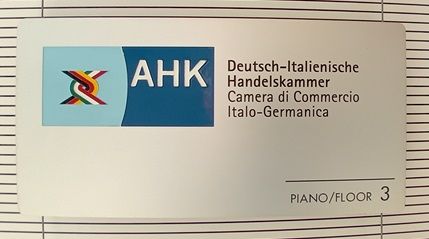 AHK
Deutsch-Italienische
Handelskammer
Camera di Commercio
Italo-Germanica
PIANO/FLOOR 3